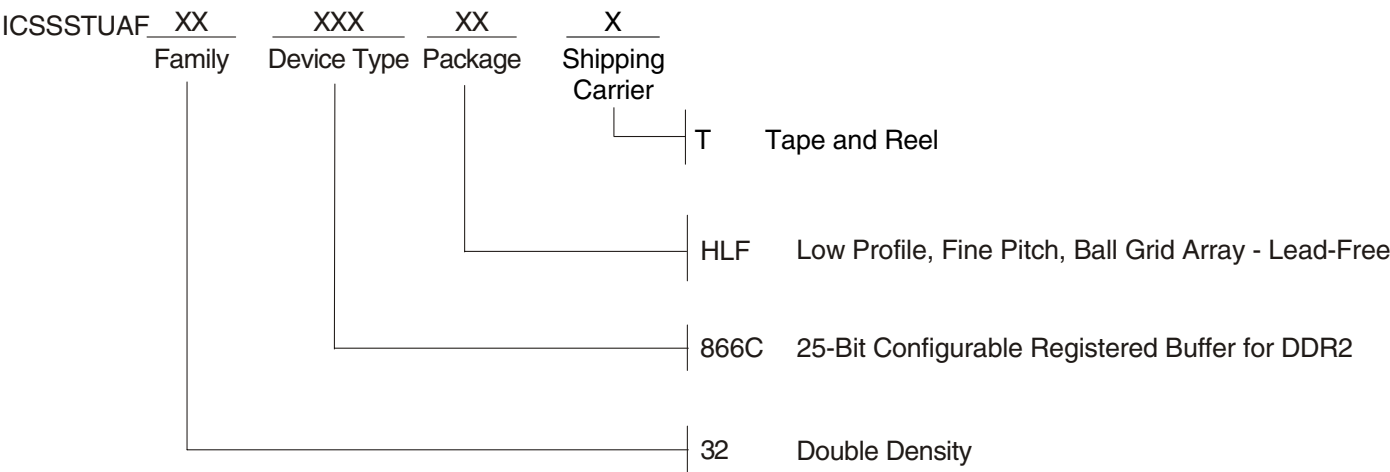 ICSSSTUAF XX XXX XX X
Family Device Type Package Shipping
Carrier
T Tape and Reel
HLF Low Profile, Fine Pitch, Ball Grid Array - Lead-Free
866C 25-Bit Configurable Registered Buffer for DDR2
32 Double Density